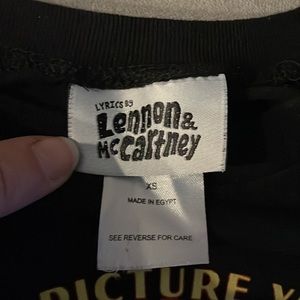 LYRICS BY
Lennon &
McCartney
XS
MADE IN EGYPT
SEE REVERSE FOR CARE
PICTURE Y